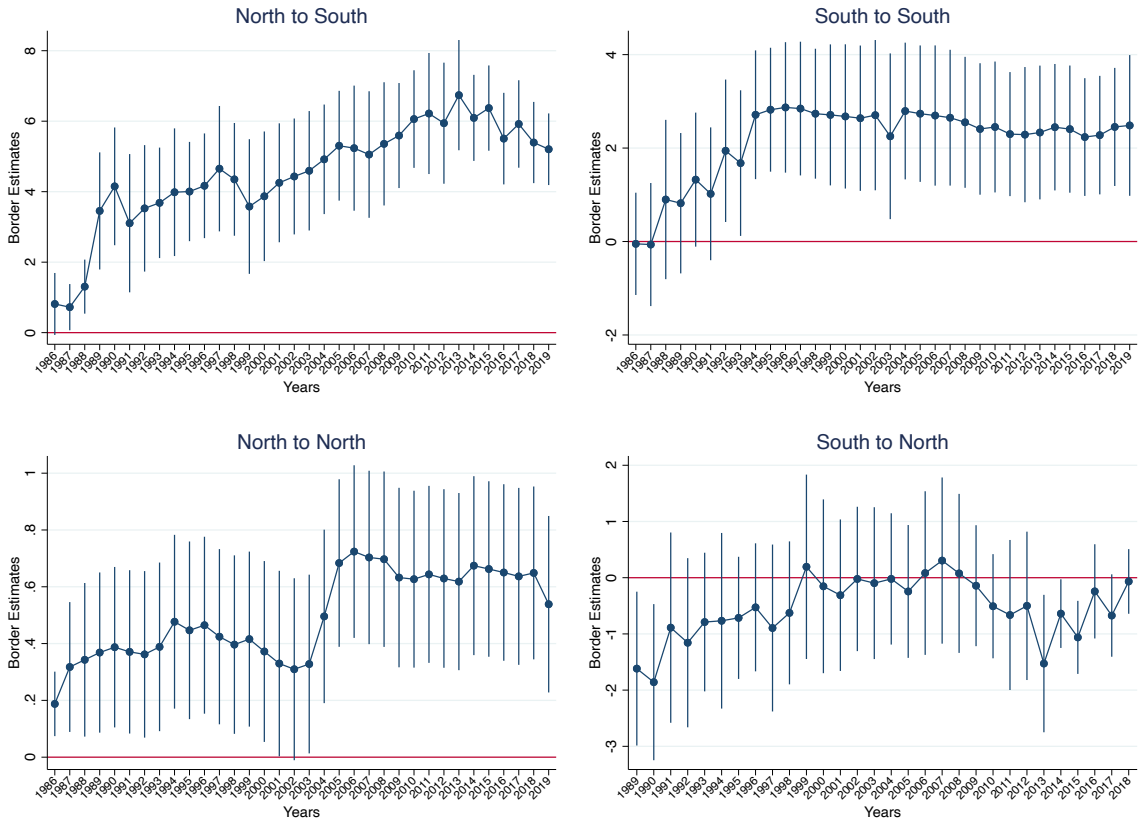 North to South
Border Estimates
8
6
4
2
0
1986 1987 1988 1989 1990 1991 1992 1993 1994 1995 1996 1997 1998 1999 2000 2001 2002 2003 2004 2005 2006 2007 2008 2009 2010 2011 2012 2013 2014 2015 2016 2017 2018 2019
Years
South to South
Border Estimates
4
2
0
-2
1986 1987 1988 1989 1990 1991 1992 1993 1994 1995 1996 1997 1998 1999 2000 2001 2002 2003 2004 2005 2006 2007 2008 2009 2010 2011 2012 2013 2014 2015 2016 2017 2018 2019
Years
North to North
Border Estimates
1
.8
.6
.4
.2
0
1986 1987 1988 1989 1990 1991 1992 1993 1994 1995 1996 1997 1998 1999 2000 2001 2002 2003 2004 2005 2006 2007 2008 2009 2010 2011 2012 2013 2014 2015 2016 2017 2018 2019
Years
South to North
Border Estimates
2
1
0
-1
-2
-3
1989 1990 1991 1992 1993 1994 1995 1996 1997 1998 1999 2000 2001 2002 2003 2004 2005 2006 2007 2008 2009 2010 2011 2012 2013 2014 2015 2016 2017 2018
Years